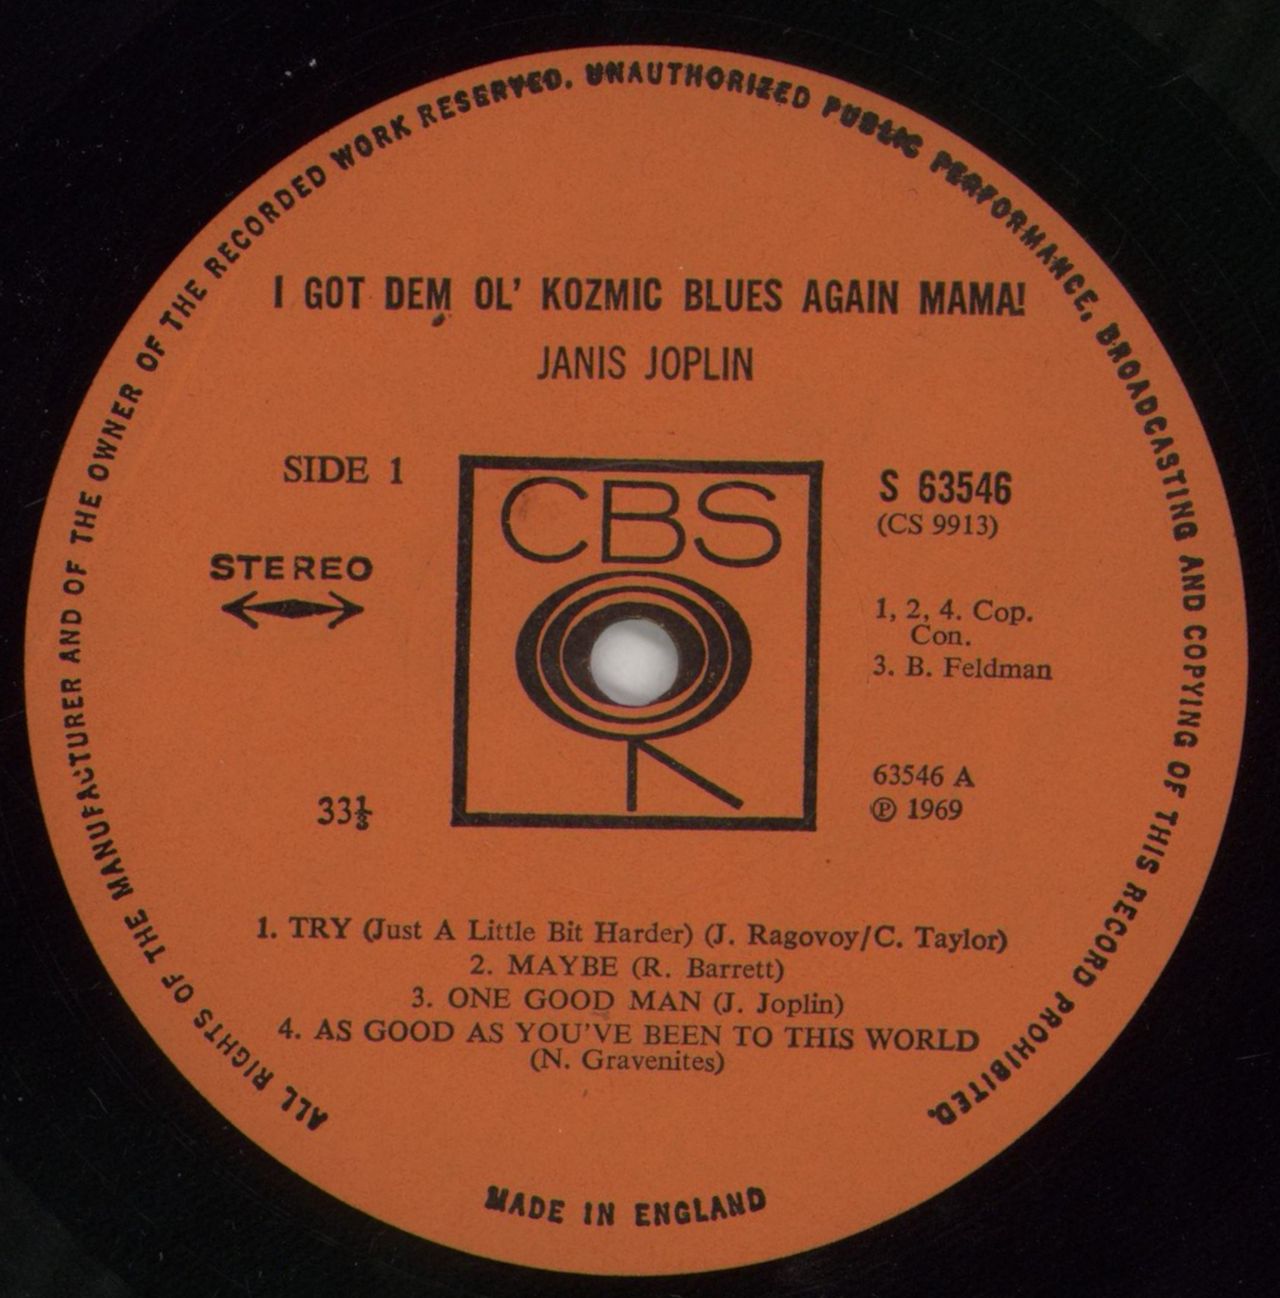 ALL RIGHTS OF THE MANUFACTURER AND OF THE OWNER OF THE RECORDED WORK RESERVED. UNAUTHORIZED PUBLIC PERFORMANCE, BROADCASTING AND COPYING OF THIS RECORD PROHIBITED.
I GOT DEM OL' KOZMIC BLUES AGAIN MAMA!
JANIS JOPLIN
SIDE 1
STEREO
33⅓
CBS
S 63546
(CS 9913)
1, 2, 4. Cop.
Con.
3. B. Feldman
63546 A
℗ 1969
1. TRY (Just A Little Bit Harder) (J. Ragovoy/C. Taylor)
2. MAYBE (R. Barrett)
3. ONE GOOD MAN (J. Joplin)
4. AS GOOD AS YOU'VE BEEN TO THIS WORLD
(N. Gravenites)
MADE IN ENGLAND